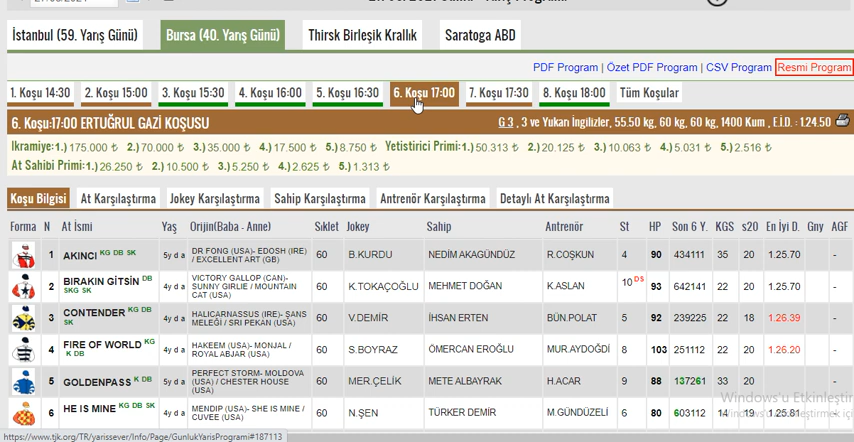 İstanbul (59. Yarış Günü) Bursa (40. Yarış Günü) Thirsk Birleşik Krallık Saratoga ABD
PDF Program | Özet PDF Program | CSV Program Resmi Program
1. Koşu 14:30 2. Koşu 15:00 3. Koşu 15:30 4. Koşu 16:00 5. Koşu 16:30 6. Koşu 17:00 7. Koşu 17:30 8. Koşu 18:00 Tüm Koşular
6. Koşu:17:00 ERTUĞRUL GAZİ KOŞUSU G 3 , 3 ve Yukarı İngilizler, 55.50 kg, 60 kg, 60 kg, 1400 Kum , E.İ.D. : 1.24.50
Ikramiye: 1.) 175.000 ₺ 2.) 70.000 ₺ 3.) 35.000 ₺ 4.) 17.500 ₺ 5.) 8.750 ₺ Yetistirici Primi: 1.) 50.313 ₺ 2.) 20.125 ₺ 3.) 10.063 ₺ 4.) 5.031 ₺ 5.) 2.516 ₺
At Sahibi Primi: 1.) 26.250 ₺ 2.) 10.500 ₺ 3.) 5.250 ₺ 4.) 2.625 ₺ 5.) 1.313 ₺
Koşu Bilgisi At Karşılaştırma Jokey Karşılaştırma Sahip Karşılaştırma Antrenör Karşılaştırma Detaylı At Karşılaştırma
Forma N At İsmi Yaş Orijin(Baba - Anne) Sıklet Jokey Sahip Antrenör St HP Son 6 Y. KGS s20 En İyi D. Gny AGF
1 AKINCI KG DB SK 5y d a DR FONG (USA)- EDOSH (IRE) / EXCELLENT ART (GB) 60 B.KURDU NEDİM AKAGÜNDÜZ R.COŞKUN 4 90 434111 35 20 1.25.70 -
2 BIRAKIN GİTSİN DB SKG SK 4y d a VICTORY GALLOP (CAN)- SUNNY GIRLIE / MOUNTAIN CAT (USA) 60 K.TOKAÇOĞLU MEHMET DOĞAN K.ASLAN 10 DS 93 642141 22 20 1.25.70 -
3 CONTENDER KG DB SK 4y d a HALICARNASSUS (IRE)- ŞANS MELEĞİ / SRI PEKAN (USA) 60 V.DEMİR İHSAN ERTEN BÜN.POLAT 5 92 239225 22 18 1.26.39 -
4 FIRE OF WORLD KG K DB 4y d a HAKEEM (USA)- MONJAL / ROYAL ABJAR (USA) 60 S.BOYRAZ ÖMERCAN EROĞLU MUR.AYDOĞDİ 8 103 251112 22 20 1.26.20 -
5 GOLDENPASS K DB 5y d a PERFECT STORM- MOLDOVA (USA) / CHESTER HOUSE (USA) 60 MER.ÇELİK METE ALBAYRAK H.ACAR 9 88 137261 33 20
6 HE IS MINE KG DB SK 4y d a MENDIP (USA)- SHE IS MINE / CUVEE (USA) 60 N.ŞEN TÜRKER DEMİR M.GÜNDÜZELİ 6 80 603112 14 19 1.25.81 -
Windows'u Etkinleştir
https://www.tjk.org/TR/yarissever/Info/Page/GunlukYarisProgrami#187113